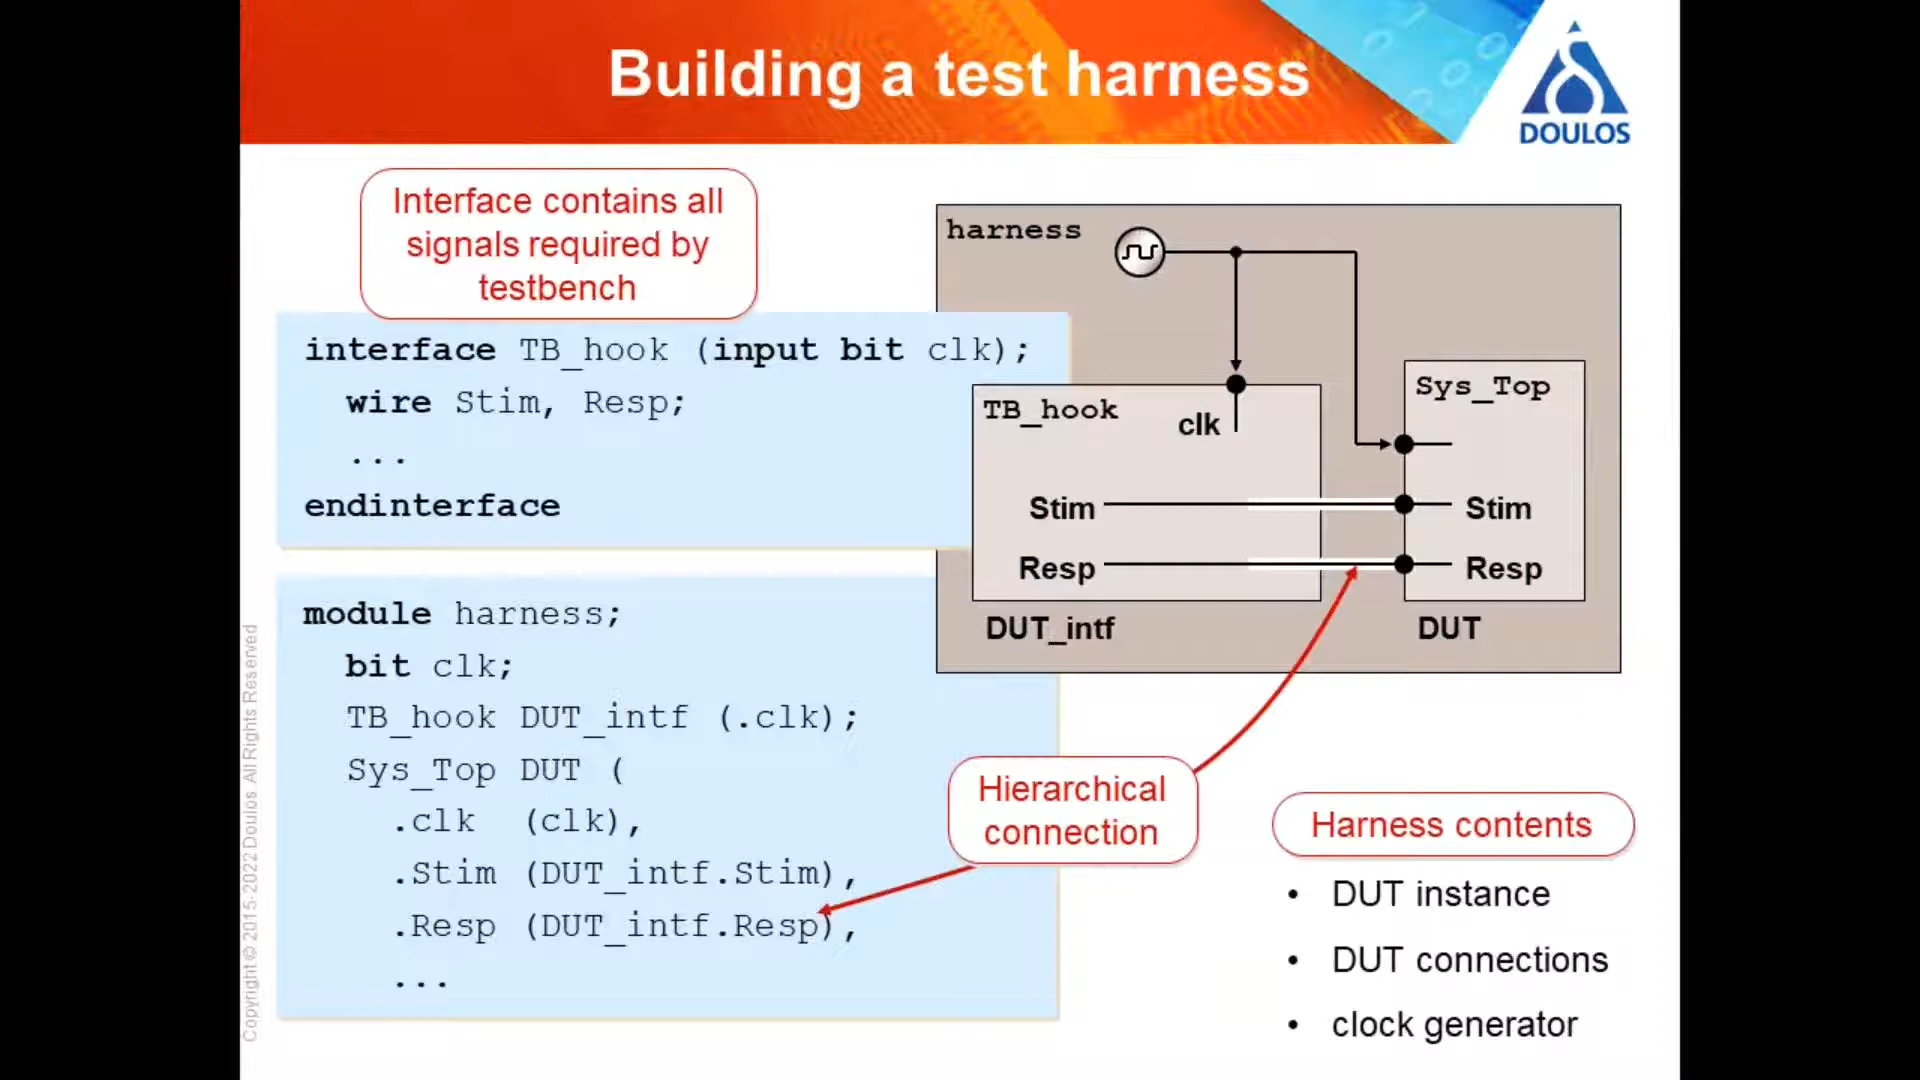 Building a test harness
DOULOS
Interface contains all
signals required by
testbench
interface TB_hook (input bit clk);
wire Stim, Resp;
...
endinterface
module harness;
bit clk;
TB_hook DUT_intf (.clk);
Sys_Top DUT (
.clk (clk),
.Stim (DUT_intf.Stim),
.Resp (DUT_intf.Resp),
...
harness
TB_hook
clk
Stim
Resp
DUT_intf
Sys_Top
Stim
Resp
DUT
Hierarchical
connection
Harness contents
• DUT instance
• DUT connections
• clock generator
Copyright © 2015-2022 Doulos. All Rights Reserved